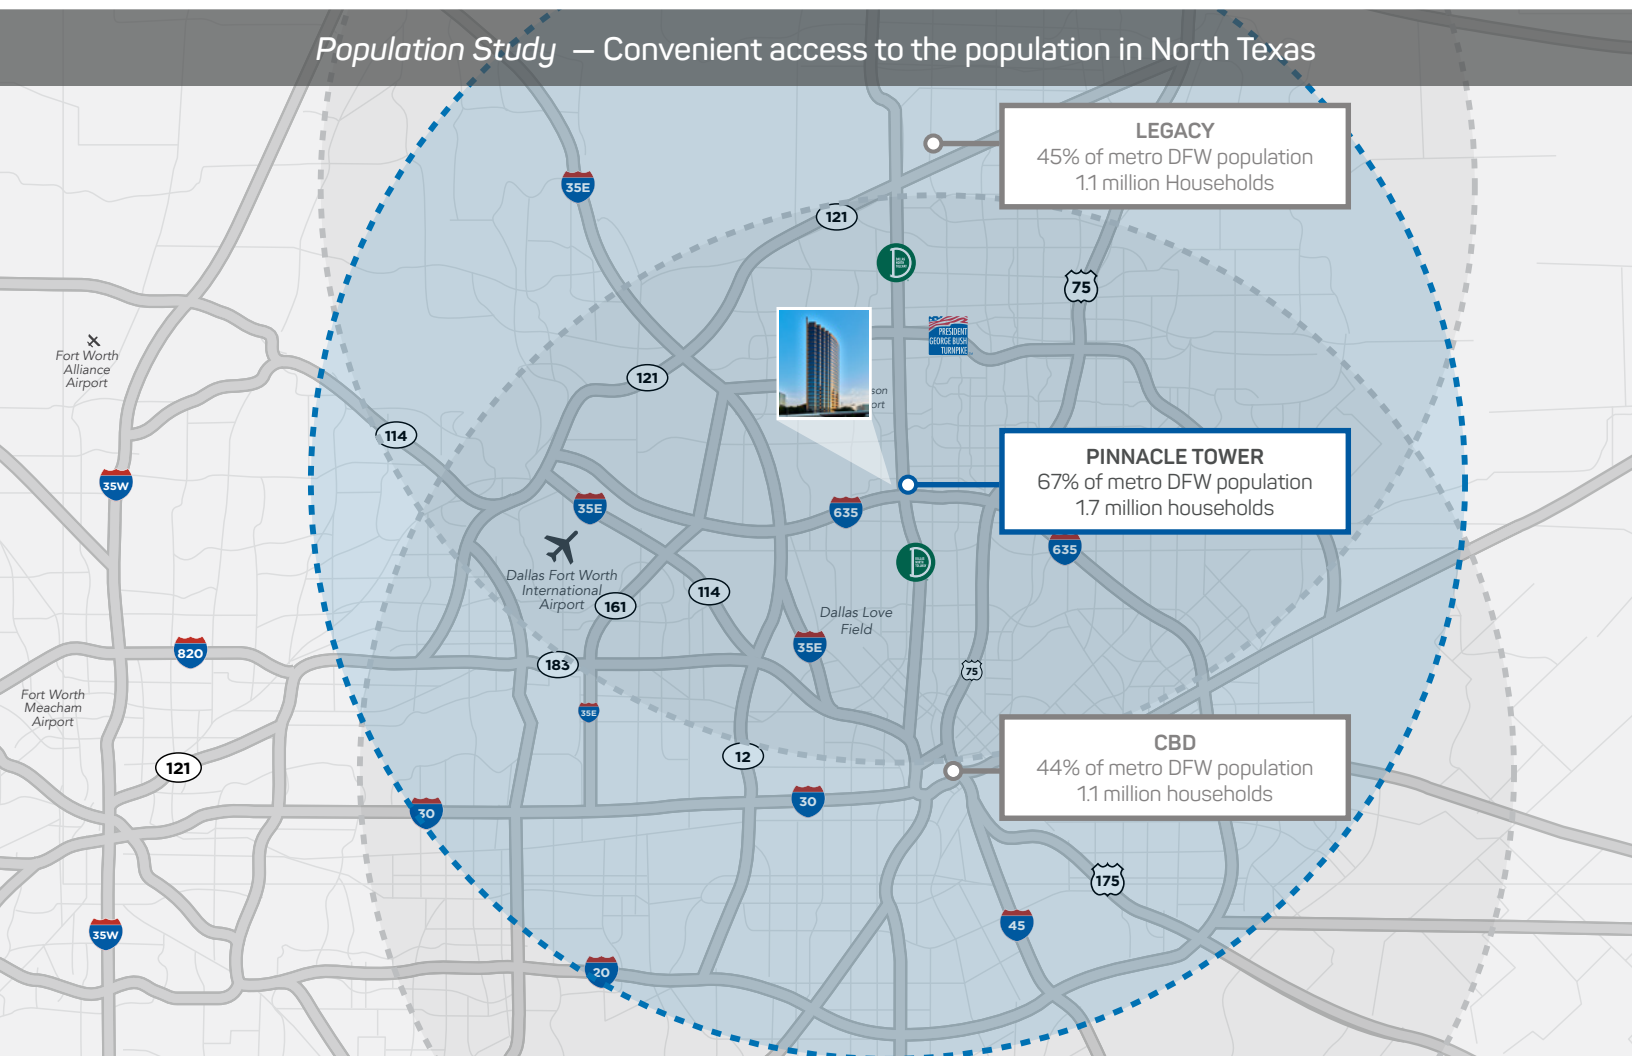 Population Study – Convenient access to the population in North Texas
LEGACY
45% of metro DFW population
1.1 million Households
35E
121
75
PRESIDENT
GEORGE BUSH
TURNPIKE
Fort Worth
Alliance
Airport
121
114
PINNACLE TOWER
67% of metro DFW population
1.7 million households
35W
35E
635
635
Dallas Fort Worth
International
Airport
161
114
Dallas Love
Field
35E
820
183
75
Fort Worth
Meacham
Airport
35E
CBD
44% of metro DFW population
1.1 million households
12
121
30
30
175
35W
45
20